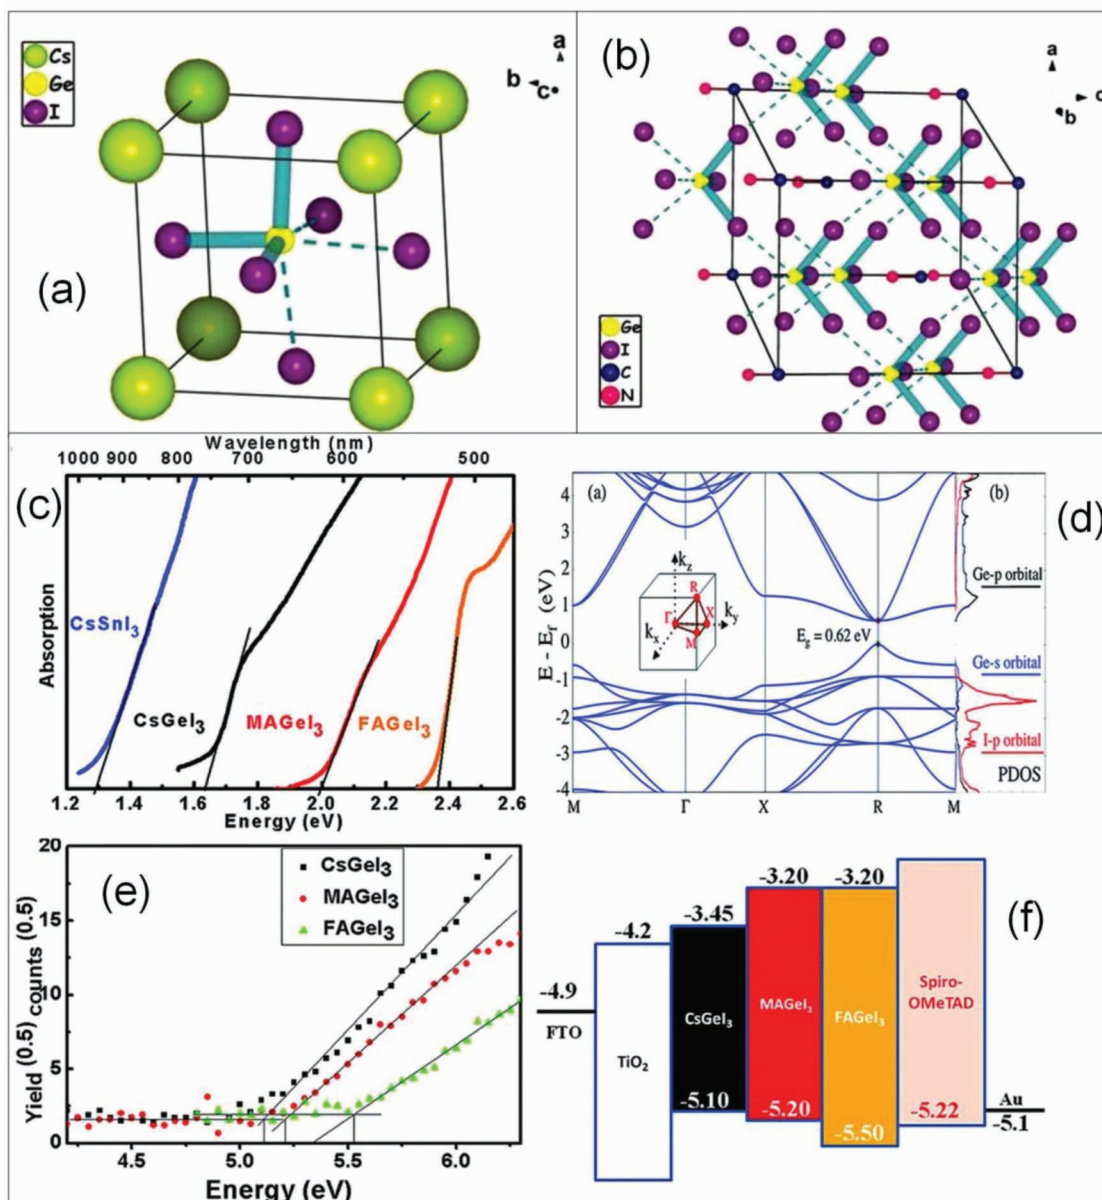 Cs
Ge
I
a
b
c
(a)
(b)
a
c
b
Ge
I
C
N
Wavelength (nm)
1000 900 800 700 600 500
(c)
CsSnI3
CsGeI3
MAGeI3
FAGeI3
Absorption
1.2 1.4 1.6 1.8 2.0 2.2 2.4 2.6
Energy (eV)
(a)
(b)
(d)
4
3
2
1
0
-1
-2
-3
-4
E - Ef (eV)
kz
R
Γ
X
ky
kx
M
Eg = 0.62 eV
Ge-p orbital
Ge-s orbital
I-p orbital
PDOS
M Γ X R M
20
15
10
5
0
Yield (0.5) counts (0.5)
(e)
CsGeI3
MAGeI3
FAGeI3
4.5 5.0 5.5 6.0
Energy (eV)
(f)
-4.9
FTO
-4.2
TiO2
-3.45
CsGeI3
-5.10
-3.20
MAGeI3
-5.20
-3.20
FAGeI3
-5.50
Spiro-
OMeTAD
-5.22
Au
-5.1